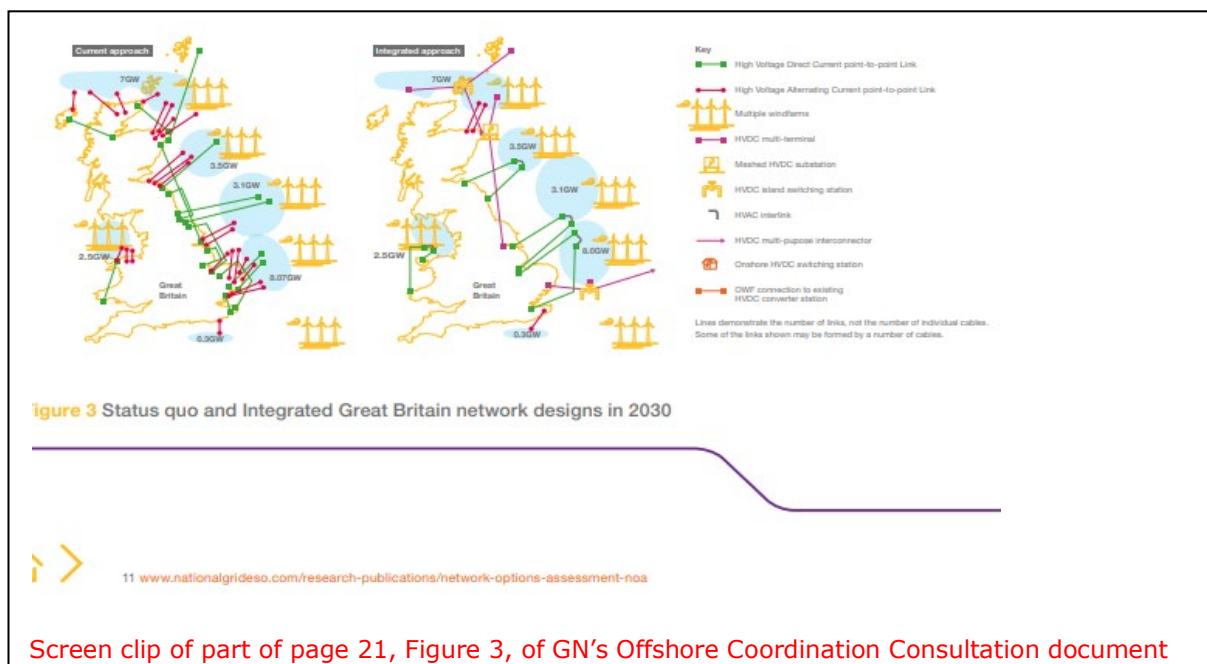 Current approach
7GW
3.5GW
3.1GW
2.5GW
8.07GW
Great
Britain
0.3GW
Integrated approach
7GW
3.5GW
3.1GW
8.0GW
2.5GW
Great
Britain
0.3GW
Key
High Voltage Direct Current point-to-point Link
High Voltage Alternating Current point-to-point Link
Multiple windfarms
HVDC multi-terminal
Meshed HVDC substation
HVDC island switching station
HVAC interlink
HVDC multi-pupose interconnector
Onshore HVDC switching station
OWF connection to existing
HVDC converter station
Lines demonstrate the number of links, not the number of individual cables.
Some of the links shown may be formed by a number of cables.
igure 3 Status quo and Integrated Great Britain network designs in 2030
11 www.nationalgrideso.com/research-publications/network-options-assessment-noa
Screen clip of part of page 21, Figure 3, of GN's Offshore Coordination Consultation document